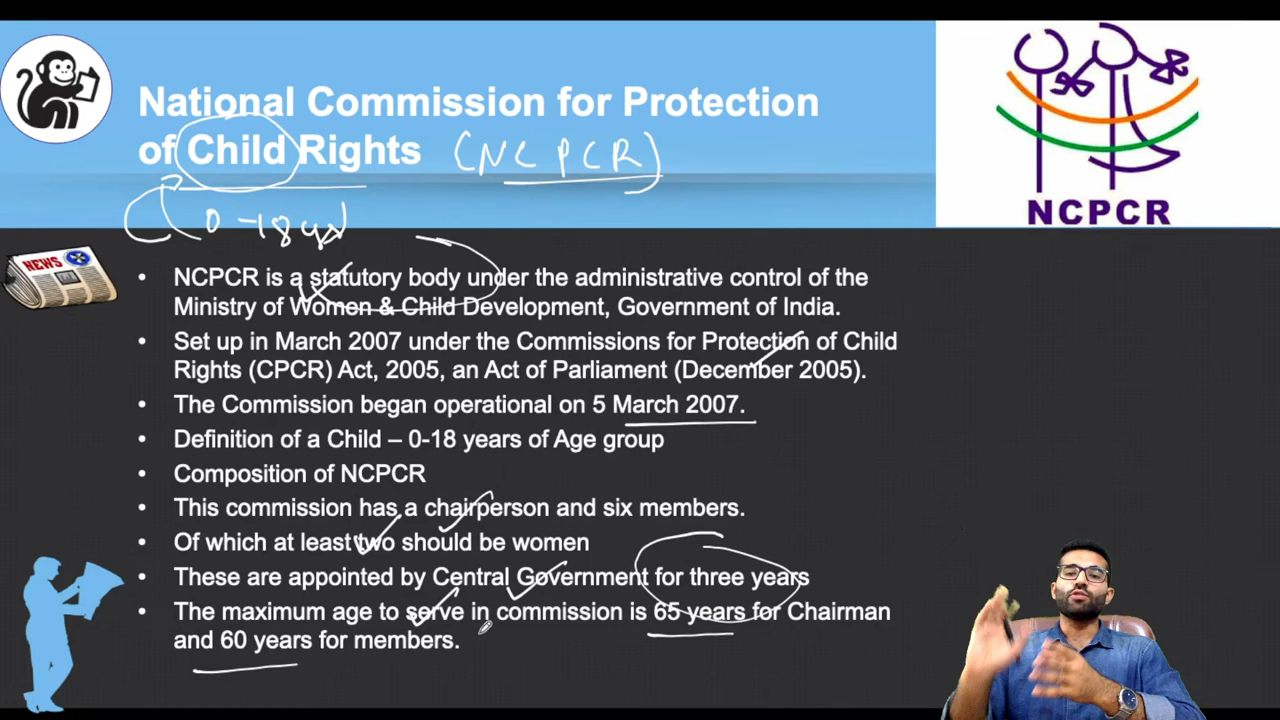 National Commission for Protection
of Child Rights (NCPCR)
0-18 ys
NCPCR
NEWS
• NCPCR is a statutory body under the administrative control of the
Ministry of Women & Child Development, Government of India.
• Set up in March 2007 under the Commissions for Protection of Child
Rights (CPCR) Act, 2005, an Act of Parliament (December 2005).
• The Commission began operational on 5 March 2007.
• Definition of a Child – 0-18 years of Age group
• Composition of NCPCR
• This commission has a chairperson and six members.
• Of which at least two should be women
• These are appointed by Central Government for three years
• The maximum age to serve in commission is 65 years for Chairman
and 60 years for members.